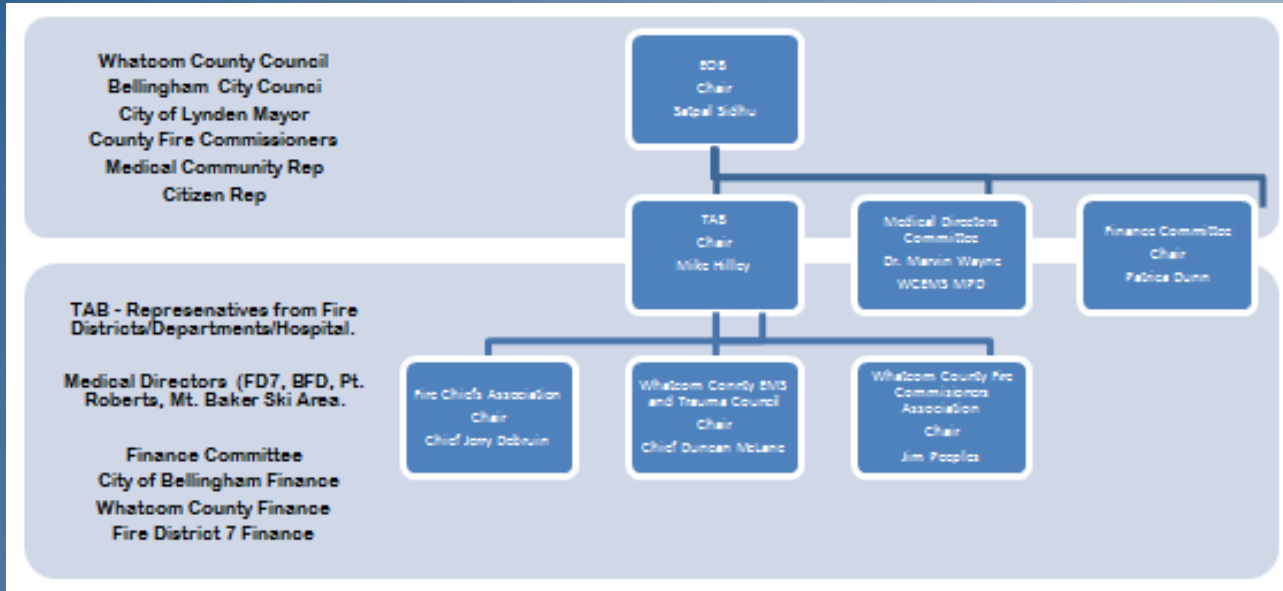 Whatcom County Council
Bellingham City Counci
City of Lynden Mayor
County Fire Commissioners
Medical Community Rep
Citizen Rep
EOB
Chair
Satpal Sidhu
TAB
Chair
Mike Hilley
Medical Directors
Committee
Dr. Marvin Wayne
WCEMS MPD
Finance Committee
Chair
Patrica Dunn
TAB - Represenatives from Fire
Districts/Departments/Hospital.
Medical Directors (FD7, BFD, Pt.
Roberts, Mt. Baker Ski Area.
Finance Committee
City of Bellingham Finance
Whatcom County Finance
Fire District 7 Finance
Fire Chiefs Association
Chair
Chief Jerry Debruin
Whatcom County EMS
and Trauma Council
Chair
Chief Duncan McLane
Whatcom County Fire
Commisioners
Association
Chair
Jim Peeples